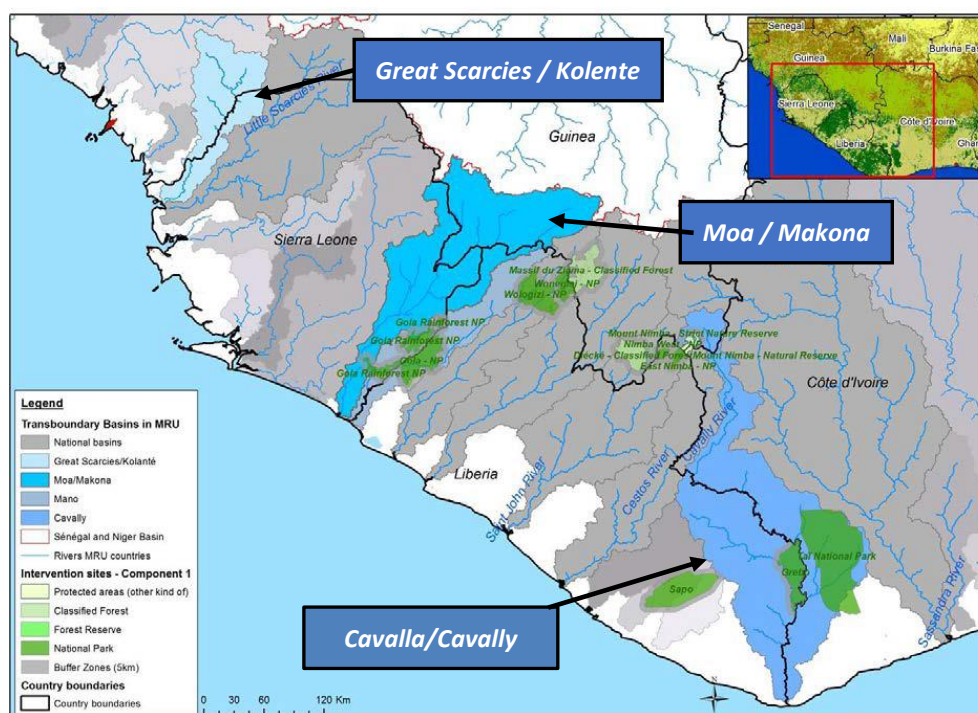 Great Scarcies / Kolente
Little Scarcies River
Senegal
Mali
Burkina Fas
Guinea
Sierra Leone
Côte d'Ivoire
Liberia
Ghan
Guinea
Moa / Makona
Sierra Leone
Massif du Ziama - Classified Forest
Wonegizi - NP
Wologizi - NP
Gola Rainforest NP
Gola Rainforest NP
Gola - NP
Gola Rainforest NP
Mount Nimba - Strict Nature Reserve
Nimba West - NP
Diécké - Classified Forest
Mount Nimba - Natural Reserve
East Nimba - NP
Côte d'Ivoire
Cavally River
Cestos River
Liberia
Saint John River
Taï National Park
Grebo
Sapo
Sassandra River
Cavalla/Cavally
Legend
Transboundary Basins in MRU
National basins
Great Scarcies/Kolanté
Moa/Makona
Mano
Cavally
Sénégal and Niger Basin
Rivers MRU countries
Intervention sites - Component 1
Protected areas (other kind of)
Classified Forest
Forest Reserve
National Park
Buffer Zones (5km)
Country boundaries
Country boundaries
0 30 60 120 Km